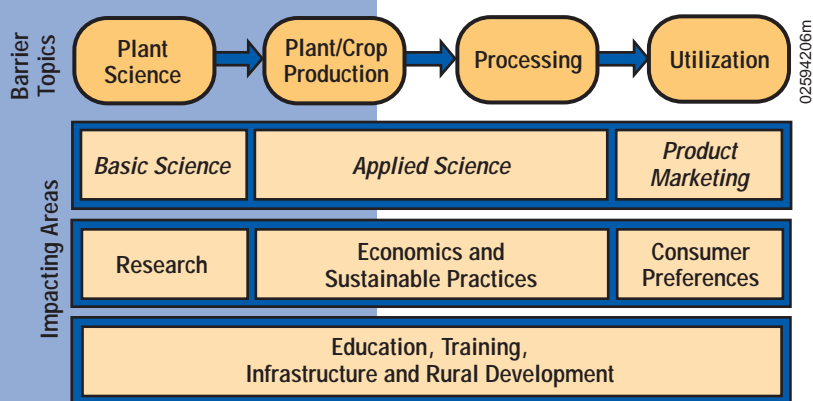 Barrier
Topics
Plant
Science
Plant/Crop
Production
Processing
Utilization
02594206m
Impacting Areas
Basic Science
Applied Science
Product
Marketing
Research
Economics and
Sustainable Practices
Consumer
Preferences
Education, Training,
Infrastructure and Rural Development